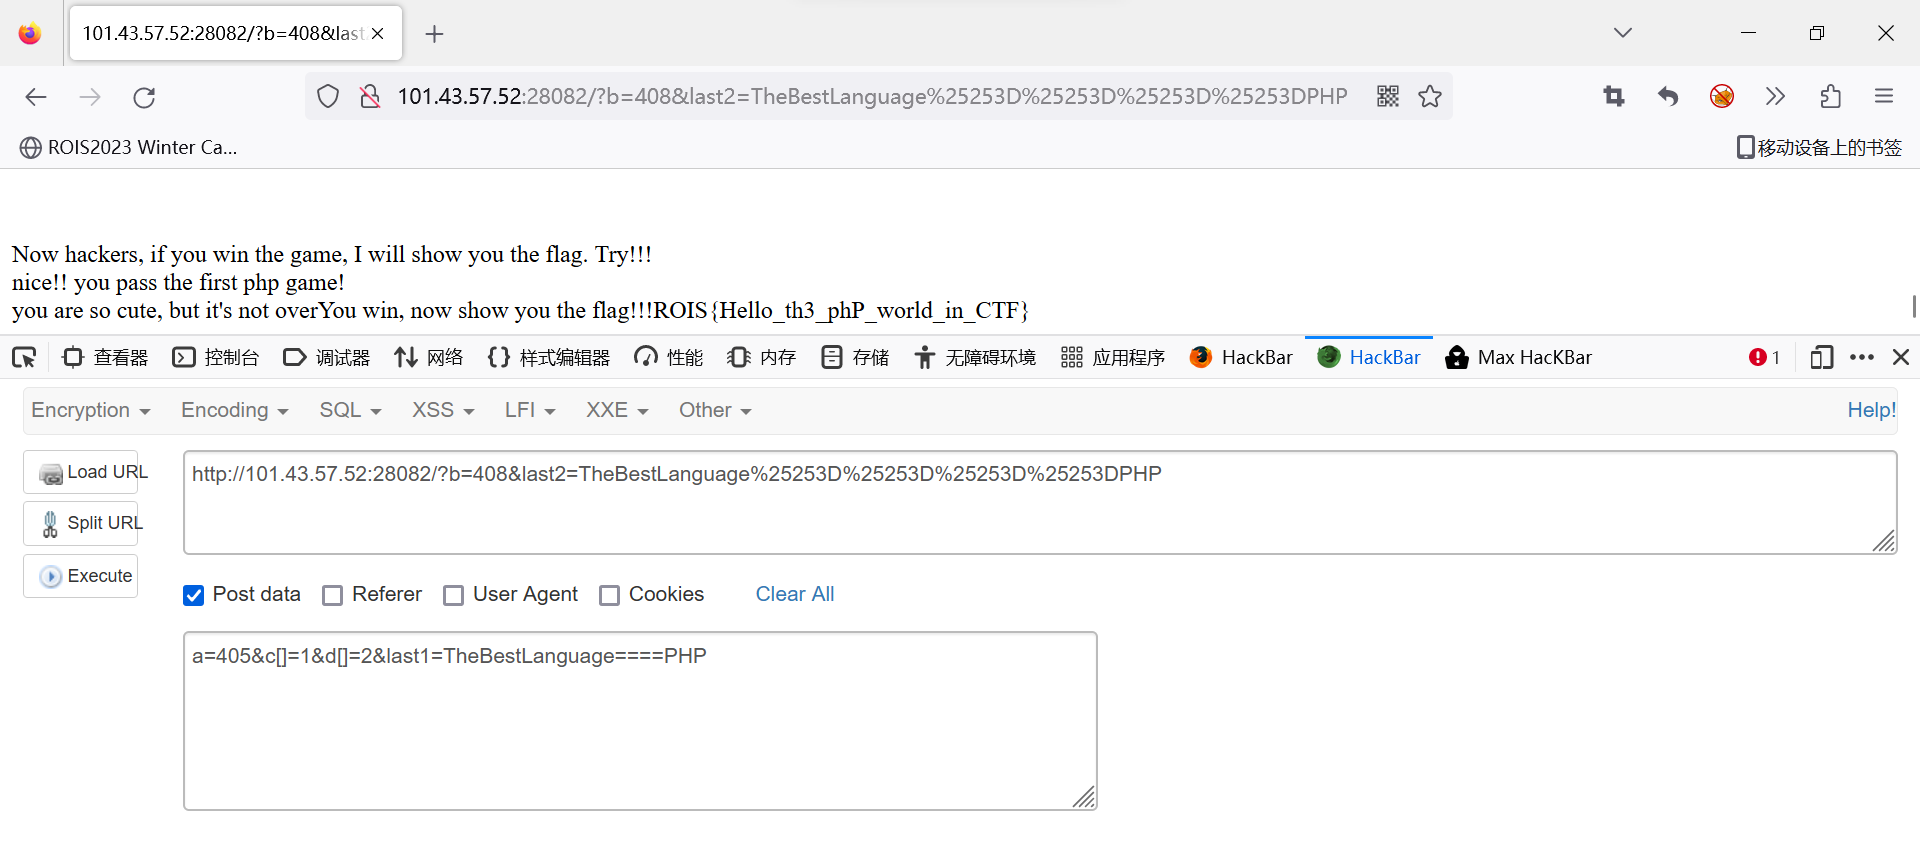 101.43.57.52:28082/?b=408&last
101.43.57.52:28082/?b=408&last2=TheBestLanguage%25253D%25253D%25253D%25253DPHP
ROIS2023 Winter Ca...
移动设备上的书签
Now hackers, if you win the game, I will show you the flag. Try!!!
nice!! you pass the first php game!
you are so cute, but it's not overYou win, now show you the flag!!!ROIS{Hello_th3_phP_world_in_CTF}
查看器 控制台 调试器 网络 样式编辑器 性能 内存 存储 无障碍环境 应用程序 HackBar HackBar Max HacKBar 1
Encryption Encoding SQL XSS LFI XXE Other Help!
Load URL
http://101.43.57.52:28082/?b=408&last2=TheBestLanguage%25253D%25253D%25253D%25253DPHP
Split URL
Execute
Post data Referer User Agent Cookies Clear All
a=405&c[]=1&d[]=2&last1=TheBestLanguage====PHP